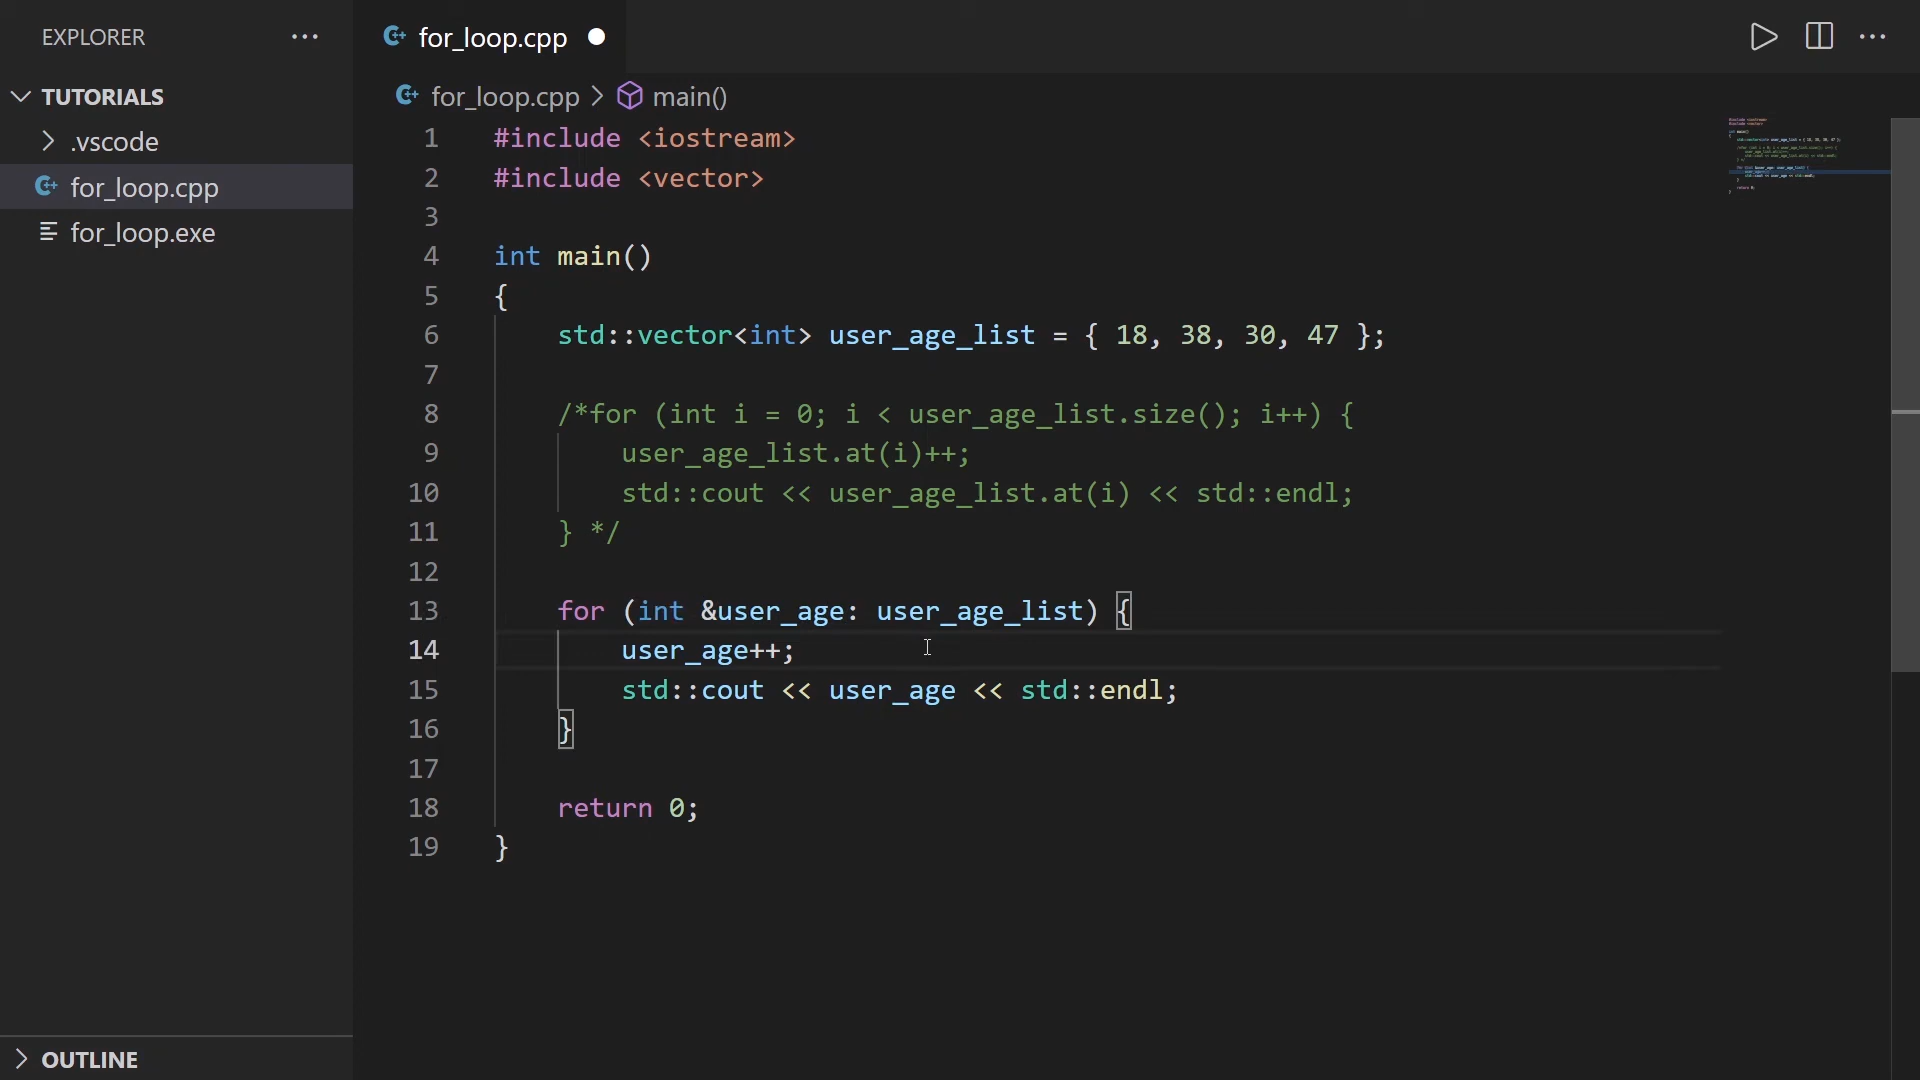 EXPLORER
TUTORIALS
.vscode
for_loop.cpp
for_loop.exe
OUTLINE
for_loop.cpp
for_loop.cpp > main()
1 #include <iostream>
2 #include <vector>
3
4 int main()
5 {
6 std::vector<int> user_age_list = { 18, 38, 30, 47 };
7
8 /*for (int i = 0; i < user_age_list.size(); i++) {
9 user_age_list.at(i)++;
10 std::cout << user_age_list.at(i) << std::endl;
11 } */
12
13 for (int &user_age: user_age_list) {
14 user_age++;
15 std::cout << user_age << std::endl;
16 }
17
18 return 0;
19 }